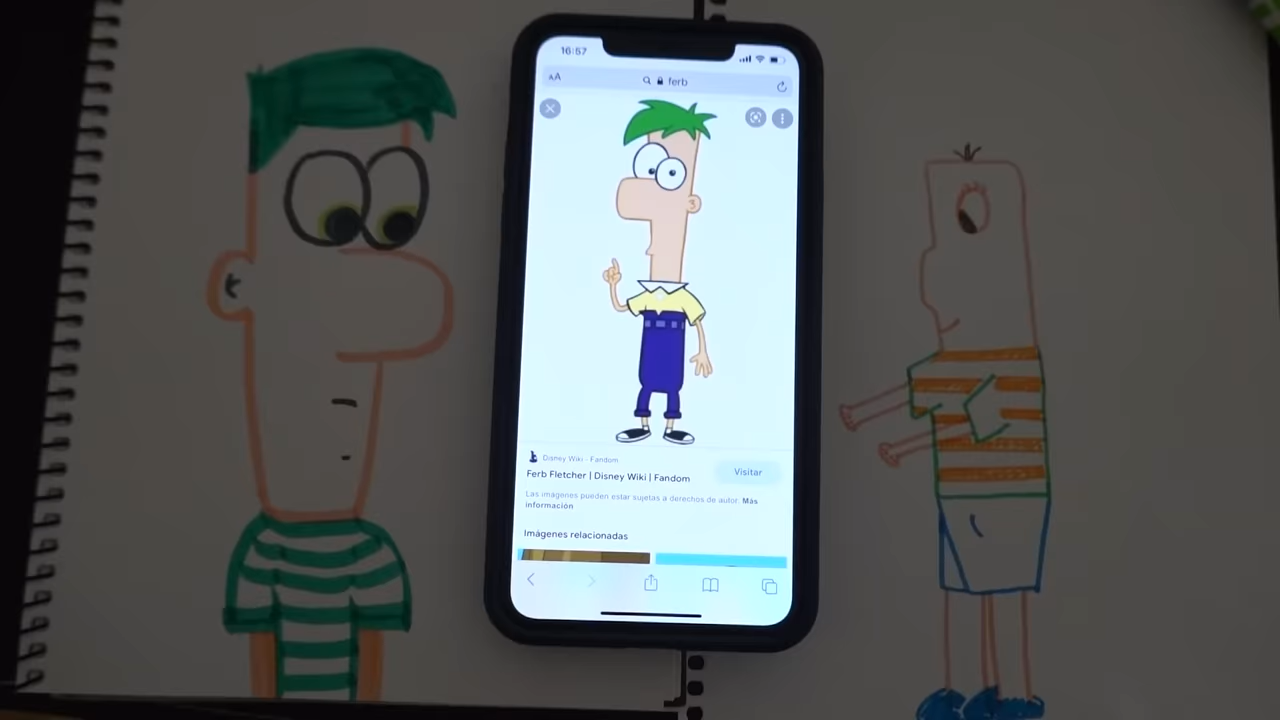 16:57
AA ferb
Disney Wiki · Fandom
Ferb Fletcher | Disney Wiki | Fandom
Visitar
Las imágenes pueden estar sujetas a derechos de autor. Más
información
Imágenes relacionadas